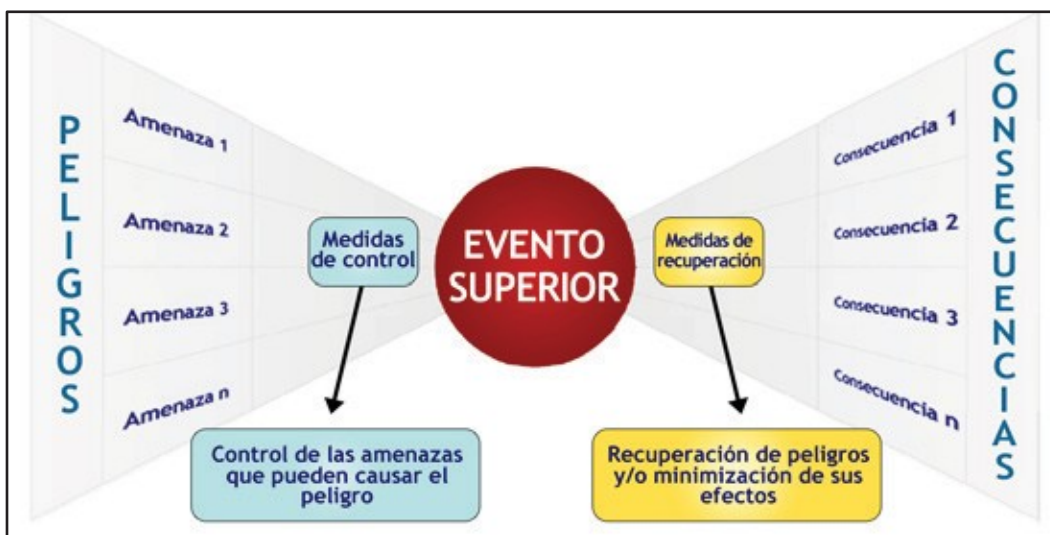 PELIGROS
Amenaza 1
Amenaza 2
Amenaza 3
Amenaza n
Medidas
de control
Control de las amenazas
que pueden causar el
peligro
EVENTO
SUPERIOR
Medidas de
recuperación
Recuperación de peligros
y/o minimización de sus
efectos
Consecuencia 1
Consecuencia 2
Consecuencia 3
Consecuencia n
CONSECUENCIAS